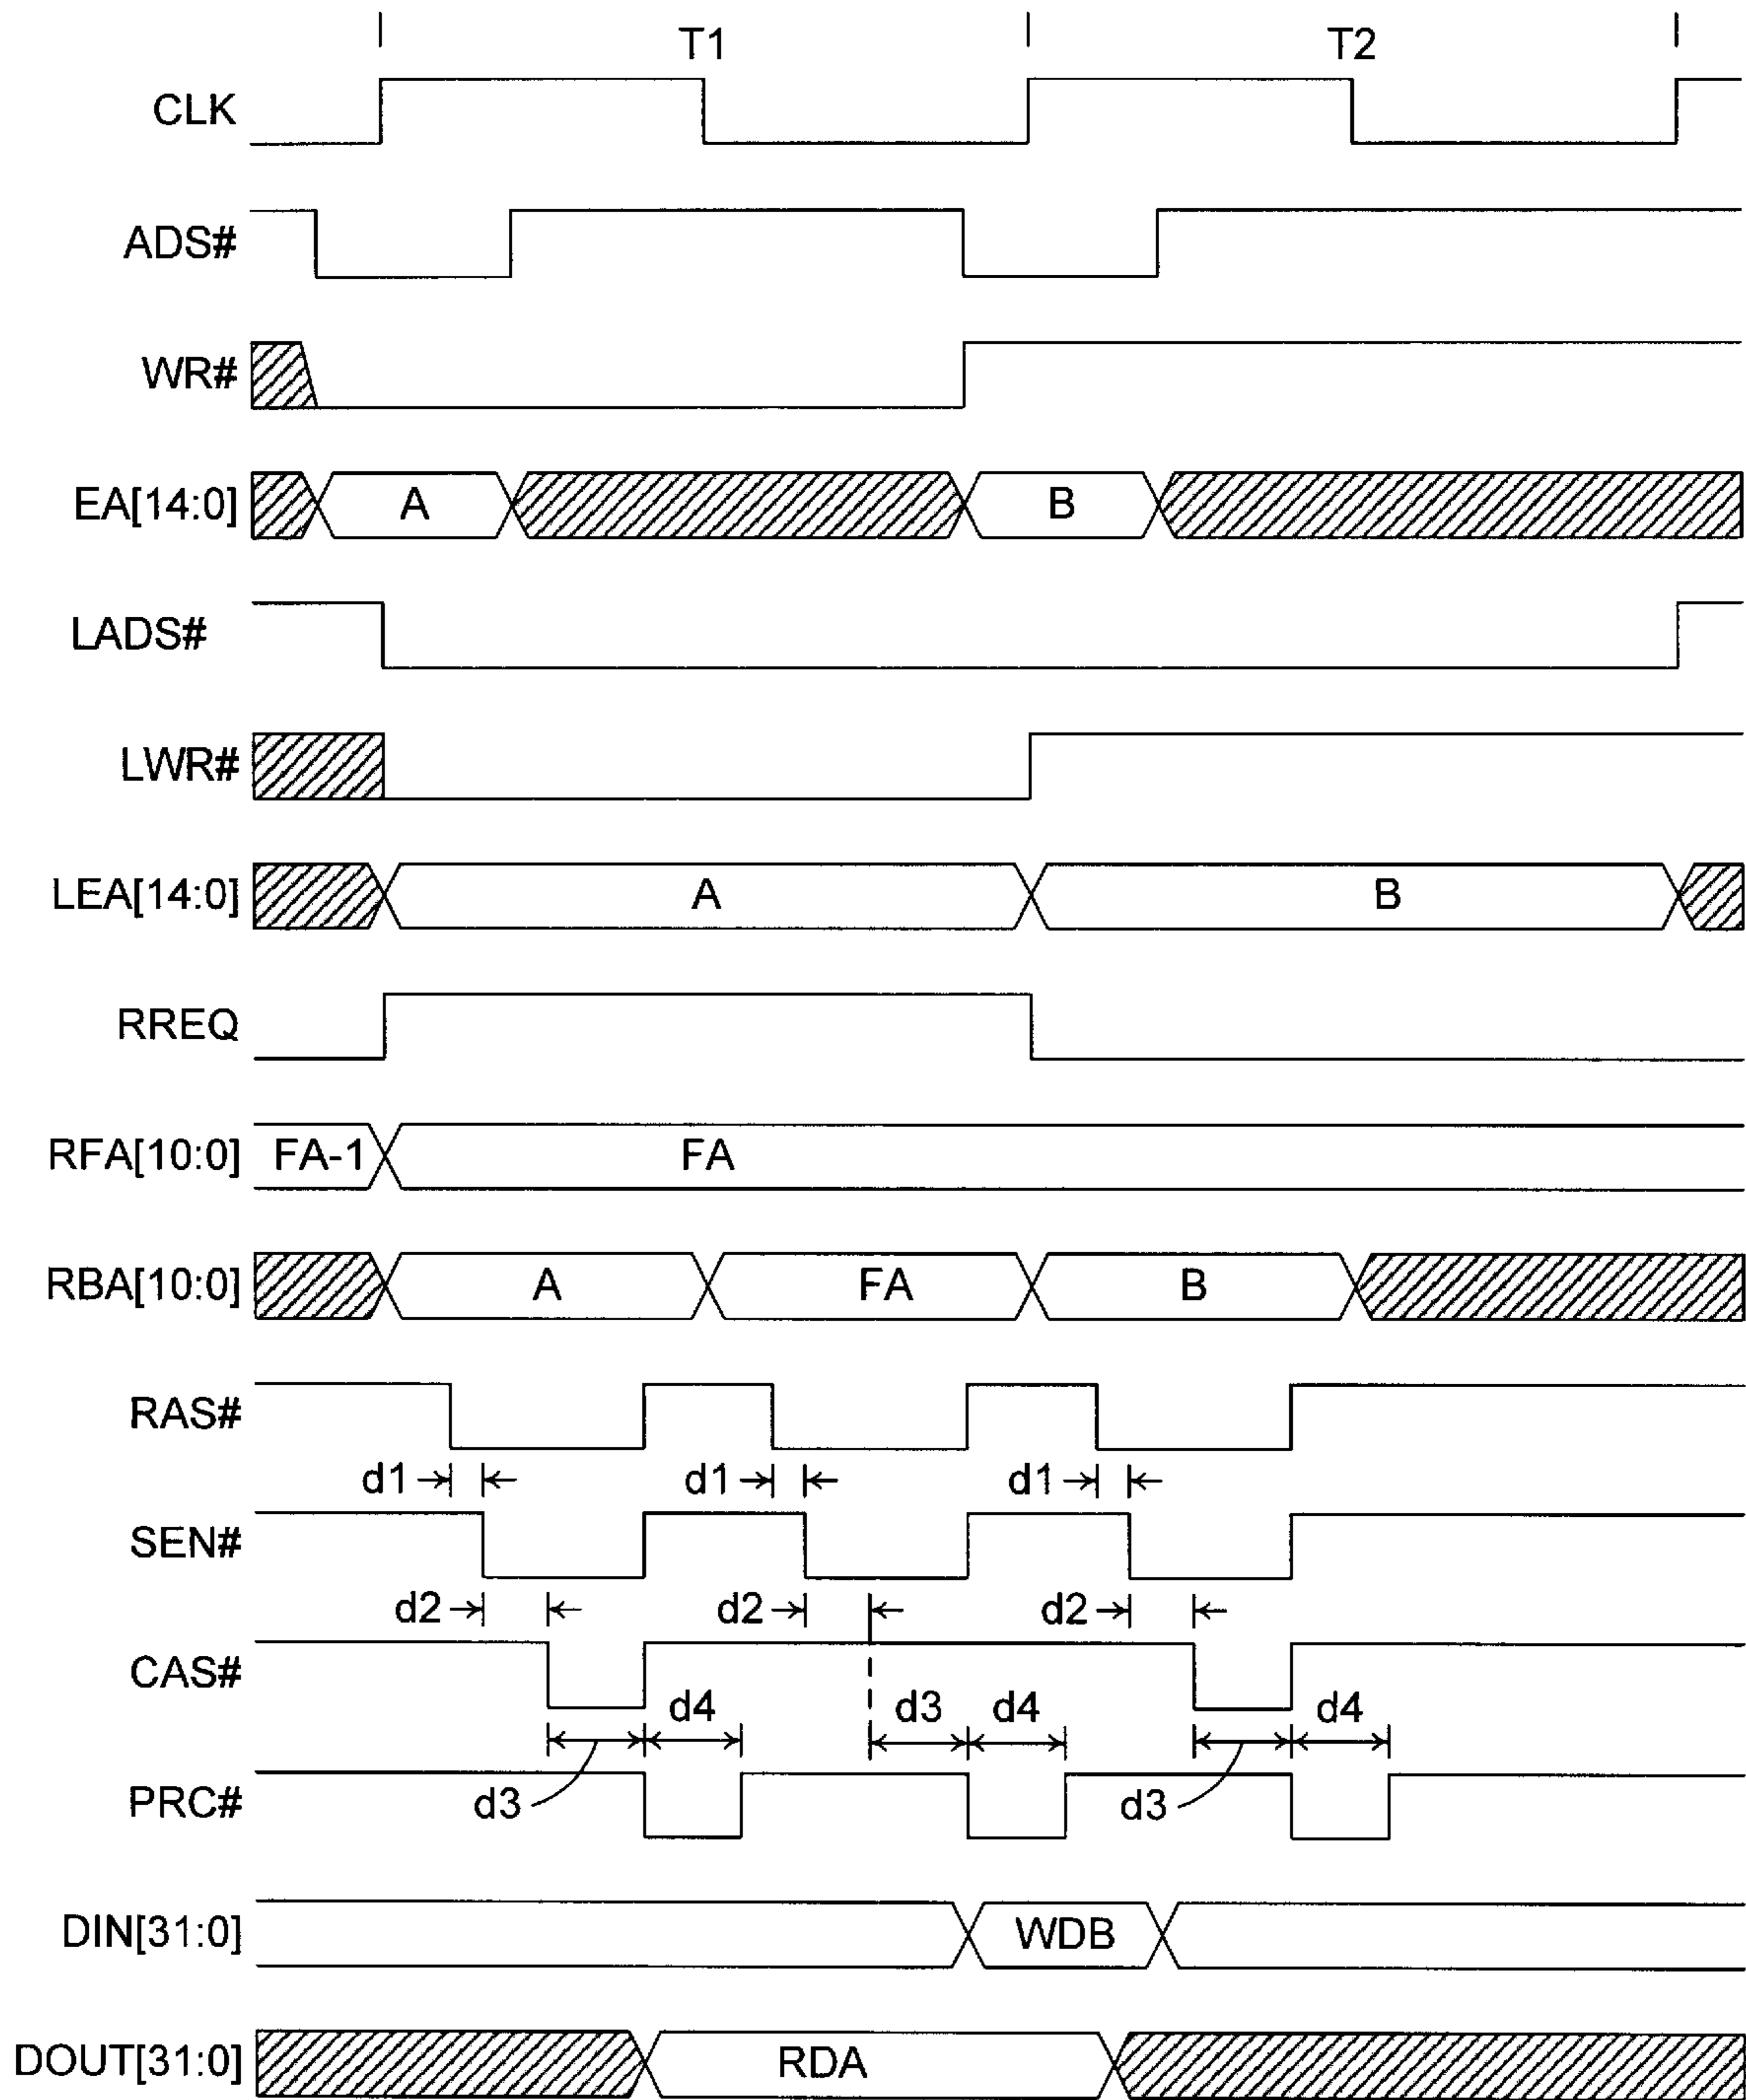 T1 T2
CLK
ADS#
WR#
EA[14:0] A B
LADS#
LWR#
LEA[14:0] A B
RREQ
RFA[10:0] FA-1 FA
RBA[10:0] A FA B
RAS#
d1 d1 d1
SEN#
d2 d2 d2
CAS#
d4 d3 d4 d4
PRC# d3 d3
DIN[31:0] WDB
DOUT[31:0] RDA